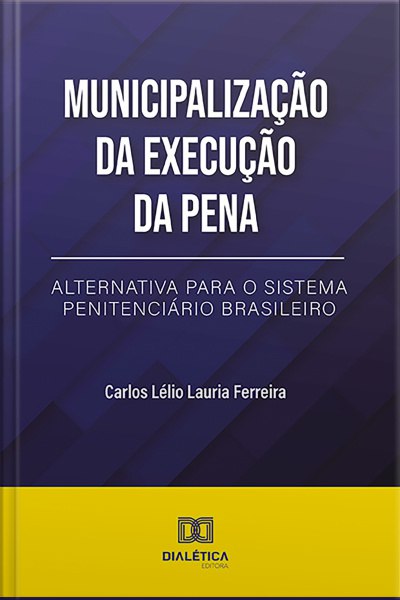 MUNICIPALIZAÇÃO
DA EXECUÇÃO
DA PENA
ALTERNATIVA PARA O SISTEMA
PENITENCIÁRIO BRASILEIRO
Carlos Lélio Lauria Ferreira
DIALÉTICA
EDITORA